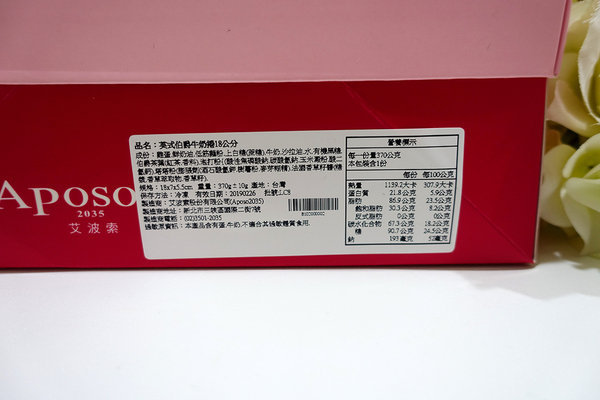 APOSO
2035
艾波索
品名：英式伯爵牛奶捲18公分
成份：雞蛋,鮮奶油,低筋麵粉,上白糖(蔗糖),牛奶,沙拉油,水,有機黑糖,
伯爵茶葉(紅茶,香料),泡打粉(酸性焦磷酸鈉,碳酸氫鈉,玉米澱粉,酸二
氫鈣),塔塔粉(膨脹劑(酒石酸氫鉀,樹薯粉,麥芽糊精),法國香草籽醬(轉
糖,香草萃取物,香草籽).
規格：18x7x5.5cm 重量：370g±10g 產地：台灣
保存方法：冷凍 有效日期：20190226 批號:LC8
製造商：艾波索股份有限公司(Aposo2035)
製造商地址：新北市三峽區國際二街7號
製造商電話：(02)3501-2035
過敏原資訊：本產品含有蛋,牛奶,不適合其過敏體質食用.
營養標示
每一份量370公克
本包裝含1份
每份 每100公克
熱量 1139.2大卡 307.9大卡
蛋白質 21.8公克 5.9公克
脂肪 86.9公克 23.5公克
飽和脂肪 30.3公克 8.2公克
反式脂肪 0公克 0公克
碳水化合物 67.3公克 18.2公克
糖 90.7公克 24.5公克
鈉 193毫克 52毫克